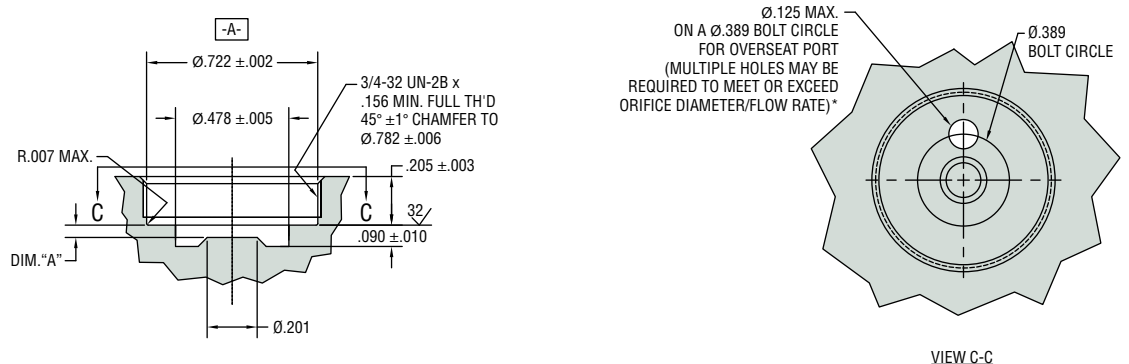 -A-
Ø.722 ±.002
3/4-32 UN-2B x
.156 MIN. FULL TH'D
45° ±1° CHAMFER TO
Ø.782 ±.006
Ø.478 ±.005
R.007 MAX.
.205 ±.003
C
C
32
.090 ±.010
DIM."A"
Ø.201
Ø.125 MAX.
ON A Ø.389 BOLT CIRCLE
FOR OVERSEAT PORT
(MULTIPLE HOLES MAY BE
REQUIRED TO MEET OR EXCEED
ORIFICE DIAMETER/FLOW RATE)*
Ø.389
BOLT CIRCLE
VIEW C-C